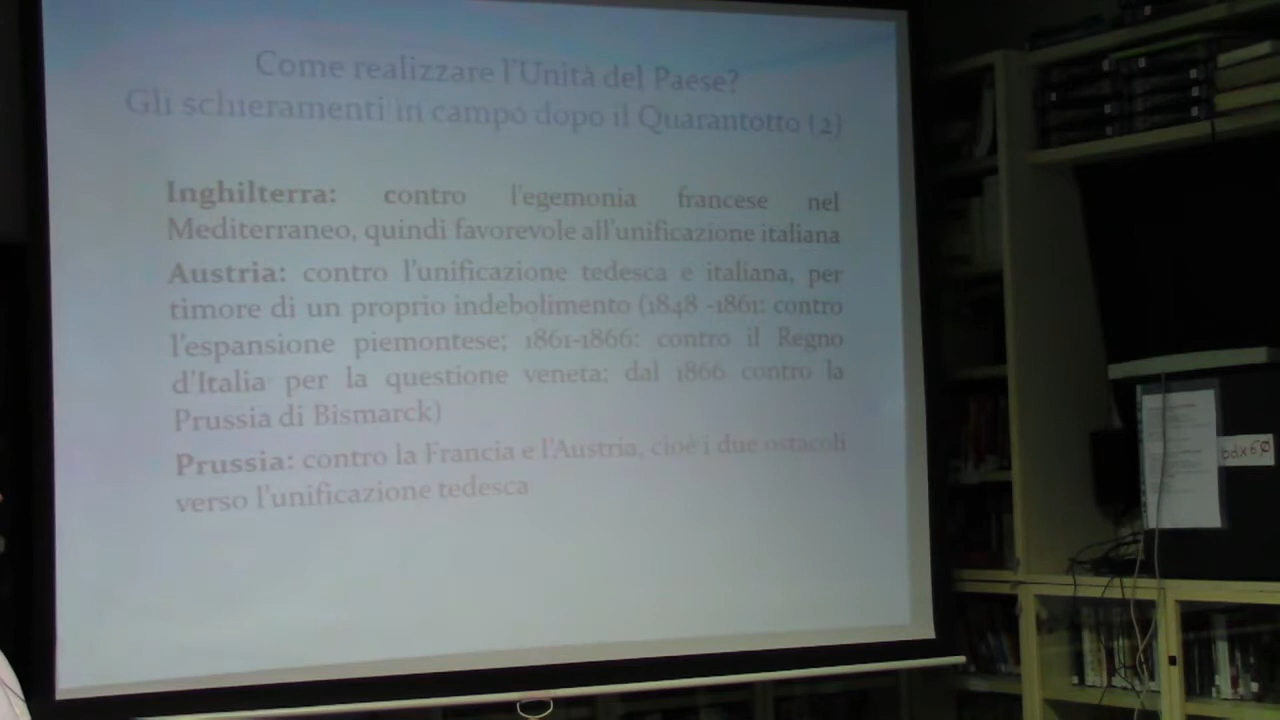 Come realizzare l'Unità del Paese?
Gli schieramenti in campo dopo il Quarantotto (2)
Inghilterra: contro l'egemonia francese nel
Mediterraneo, quindi favorevole all'unificazione italiana
Austria: contro l'unificazione tedesca e italiana, per
timore di un proprio indebolimento (1848 -1861: contro
l'espansione piemontese; 1861-1866: contro il Regno
d'Italia per la questione veneta; dal 1866 contro la
Prussia di Bismarck)
Prussia: contro la Francia e l'Austria, cioè i due ostacoli
verso l'unificazione tedesca